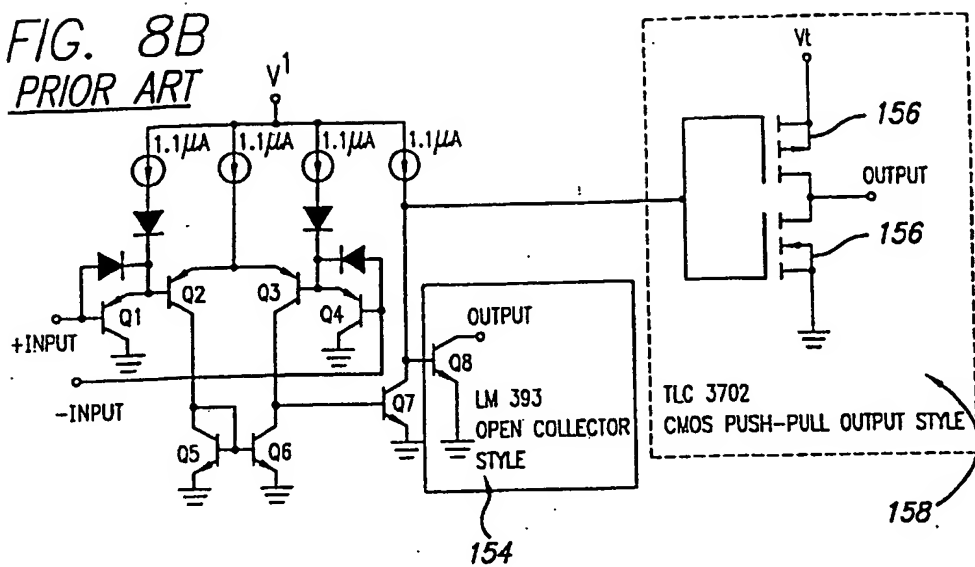 FIG. 8B
PRIOR ART
V1
1.1μA
1.1μA
1.1μA
1.1μA
Vt
156
OUTPUT
156
Q1
Q2
Q3
Q4
+INPUT
-INPUT
OUTPUT
Q8
Q7
LM 393
OPEN COLLECTOR
STYLE
Q5
Q6
TLC 3702
CMOS PUSH-PULL OUTPUT STYLE
154
158